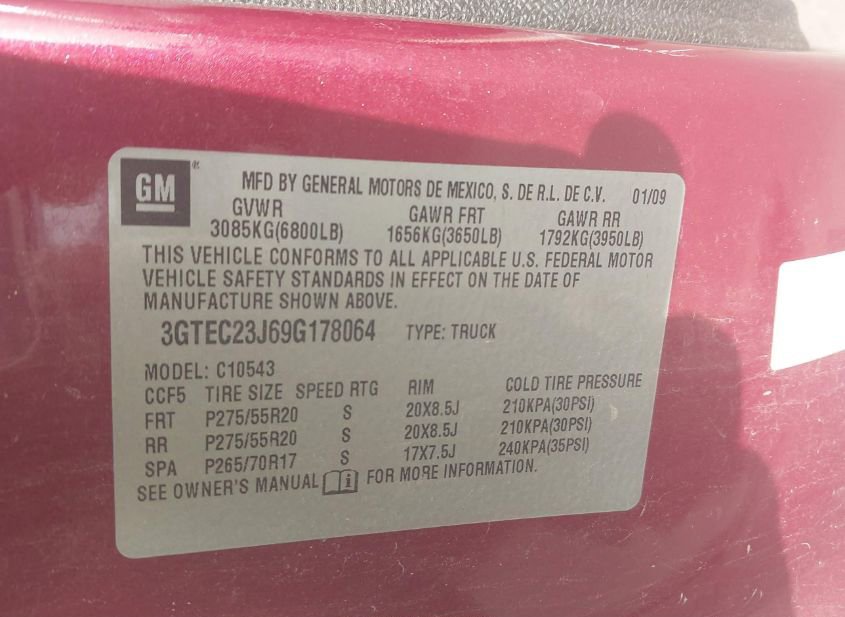 GM ® MFD BY GENERAL MOTORS DE MEXICO, S. DE R.L. DE C.V. 01/09
GVWR GAWR FRT GAWR RR
3085KG(6800LB) 1656KG(3650LB) 1792KG(3950LB)
THIS VEHICLE CONFORMS TO ALL APPLICABLE U.S. FEDERAL MOTOR
VEHICLE SAFETY STANDARDS IN EFFECT ON THE DATE OF
MANUFACTURE SHOWN ABOVE.
3GTEC23J69G178064 TYPE: TRUCK
MODEL: C10543
CCF5 TIRE SIZE SPEED RTG RIM COLD TIRE PRESSURE
FRT P275/55R20 S 20X8.5J 210KPA(30PSI)
RR P275/55R20 S 20X8.5J 210KPA(30PSI)
SPA P265/70R17 S 17X7.5J 240KPA(35PSI)
SEE OWNER'S MANUAL i FOR MORE INFORMATION.